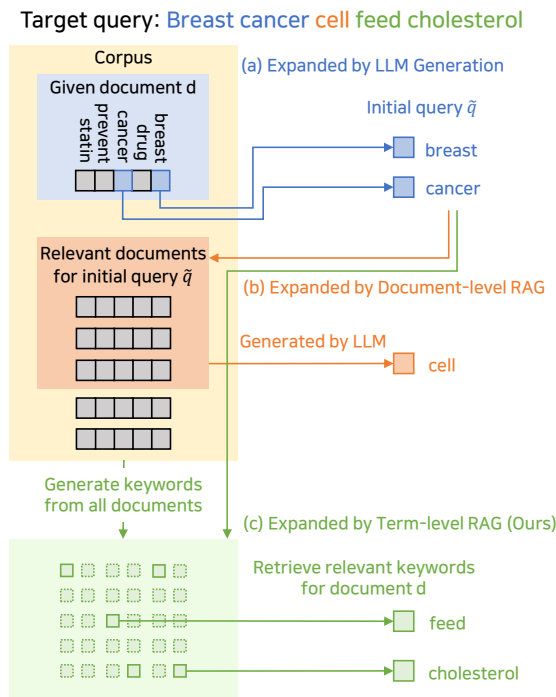 Target query: Breast cancer cell feed cholesterol
Corpus
(a) Expanded by LLM Generation
Given document d
statin
prevent
cancer
drug
breast
Initial query q̃
breast
cancer
Relevant documents
for initial query q̃
(b) Expanded by Document-level RAG
Generated by LLM
cell
Generate keywords
from all documents
(c) Expanded by Term-level RAG (Ours)
Retrieve relevant keywords
for document d
feed
cholesterol